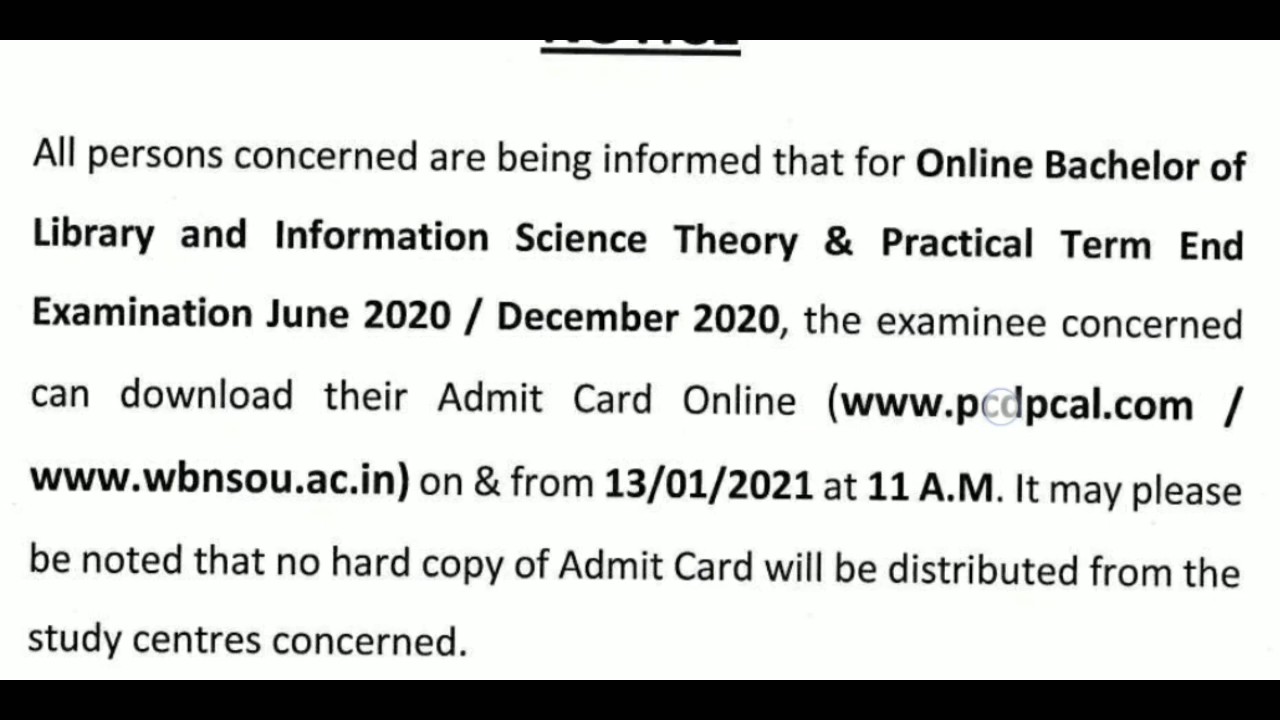 NOTICE
All persons concerned are being informed that for Online Bachelor of
Library and Information Science Theory & Practical Term End
Examination June 2020 / December 2020, the examinee concerned
can download their Admit Card Online (www.pcdpcal.com /
www.wbnsou.ac.in) on & from 13/01/2021 at 11 A.M. It may please
be noted that no hard copy of Admit Card will be distributed from the
study centres concerned.